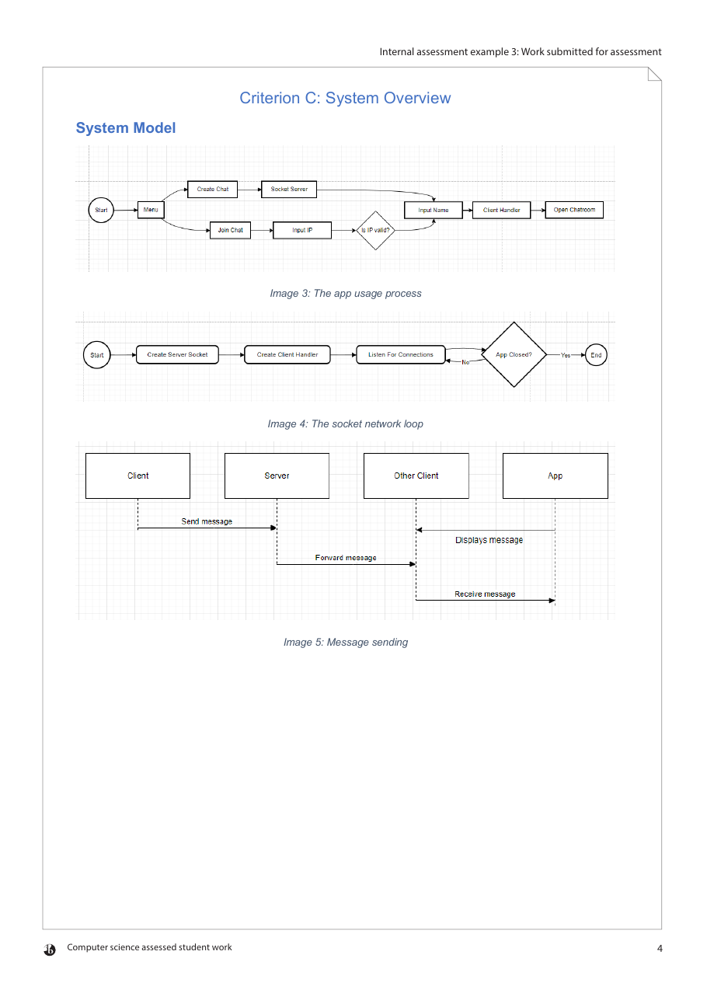 Internal assessment example 3: Work submitted for assessment
Criterion C: System Overview
System Model
Create Chat
Socket Server
Start
Menu
Input Name
Client Handler
Open Chatroom
Join Chat
Input IP
Is IP valid?
Image 3: The app usage process
Start
Create Server Socket
Create Client Handler
Listen For Connections
No
App Closed?
Yes
End
Image 4: The socket network loop
Client
Server
Other Client
App
Send message
Displays message
Forward message
Receive message
Image 5: Message sending
Computer science assessed student work
4